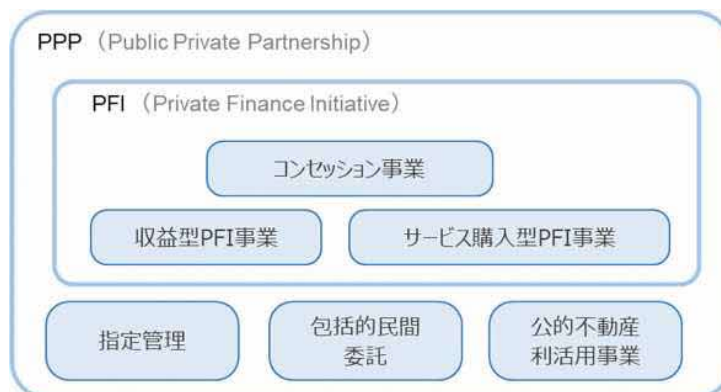 PPP （Public Private Partnership）
PFI （Private Finance Initiative）
コンセッション事業
収益型PFI事業
サービス購入型PFI事業
指定管理
包括的民間
委託
公的不動産
利活用事業